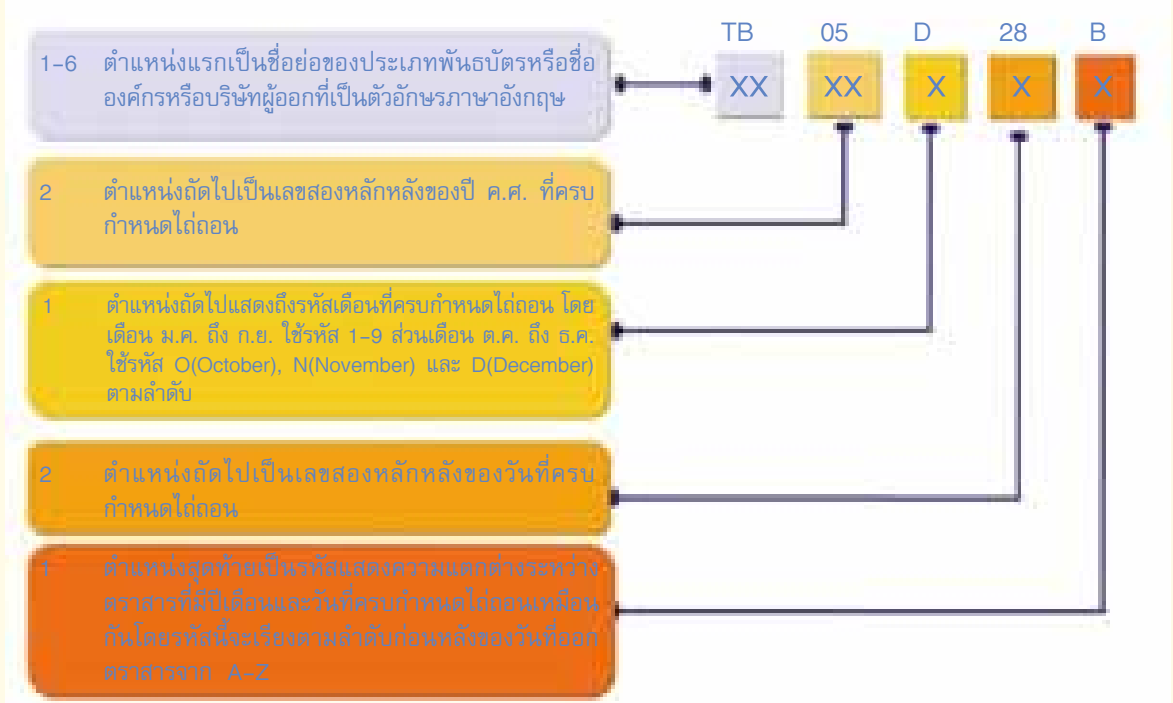 TB 05 D 28 B
XX XX X X X
1-6 ตำแหน่งแรกเป็นชื่อย่อของประเภทพันธบัตรหรือชื่อ
องค์กรหรือบริษัทผู้ออกที่เป็นตัวอักษรภาษาอังกฤษ
2 ตำแหน่งถัดไปเป็นเลขสองหลักหลังของปี ค.ศ. ที่ครบ
กำหนดไถ่ถอน
1 ตำแหน่งถัดไปแสดงถึงรหัสเดือนที่ครบกำหนดไถ่ถอน โดย
เดือน ม.ค. ถึง ก.ย. ใช้รหัส 1-9 ส่วนเดือน ต.ค. ถึง ธ.ค.
ใช้รหัส O(October), N(November) และ D(December)
ตามลำดับ
2 ตำแหน่งถัดไปเป็นเลขสองหลักหลังของวันที่ครบ
กำหนดไถ่ถอน
1 ตำแหน่งสุดท้ายเป็นรหัสแสดงความแตกต่างระหว่าง
ตราสารที่มีปีเดือนและวันที่ครบกำหนดไถ่ถอนเหมือน
กันโดยรหัสนี้จะเรียงตามลำดับก่อนหลังของวันที่ออก
ตราสารจาก A-Z